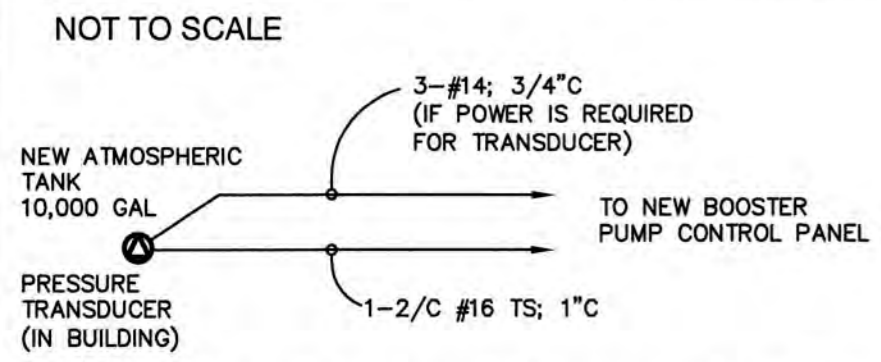 NOT TO SCALE
3-#14; 3/4"C
(IF POWER IS REQUIRED
FOR TRANSDUCER)
NEW ATMOSPHERIC
TANK
10,000 GAL
TO NEW BOOSTER
PUMP CONTROL PANEL
PRESSURE
TRANSDUCER
(IN BUILDING)
1-2/C #16 TS; 1"C